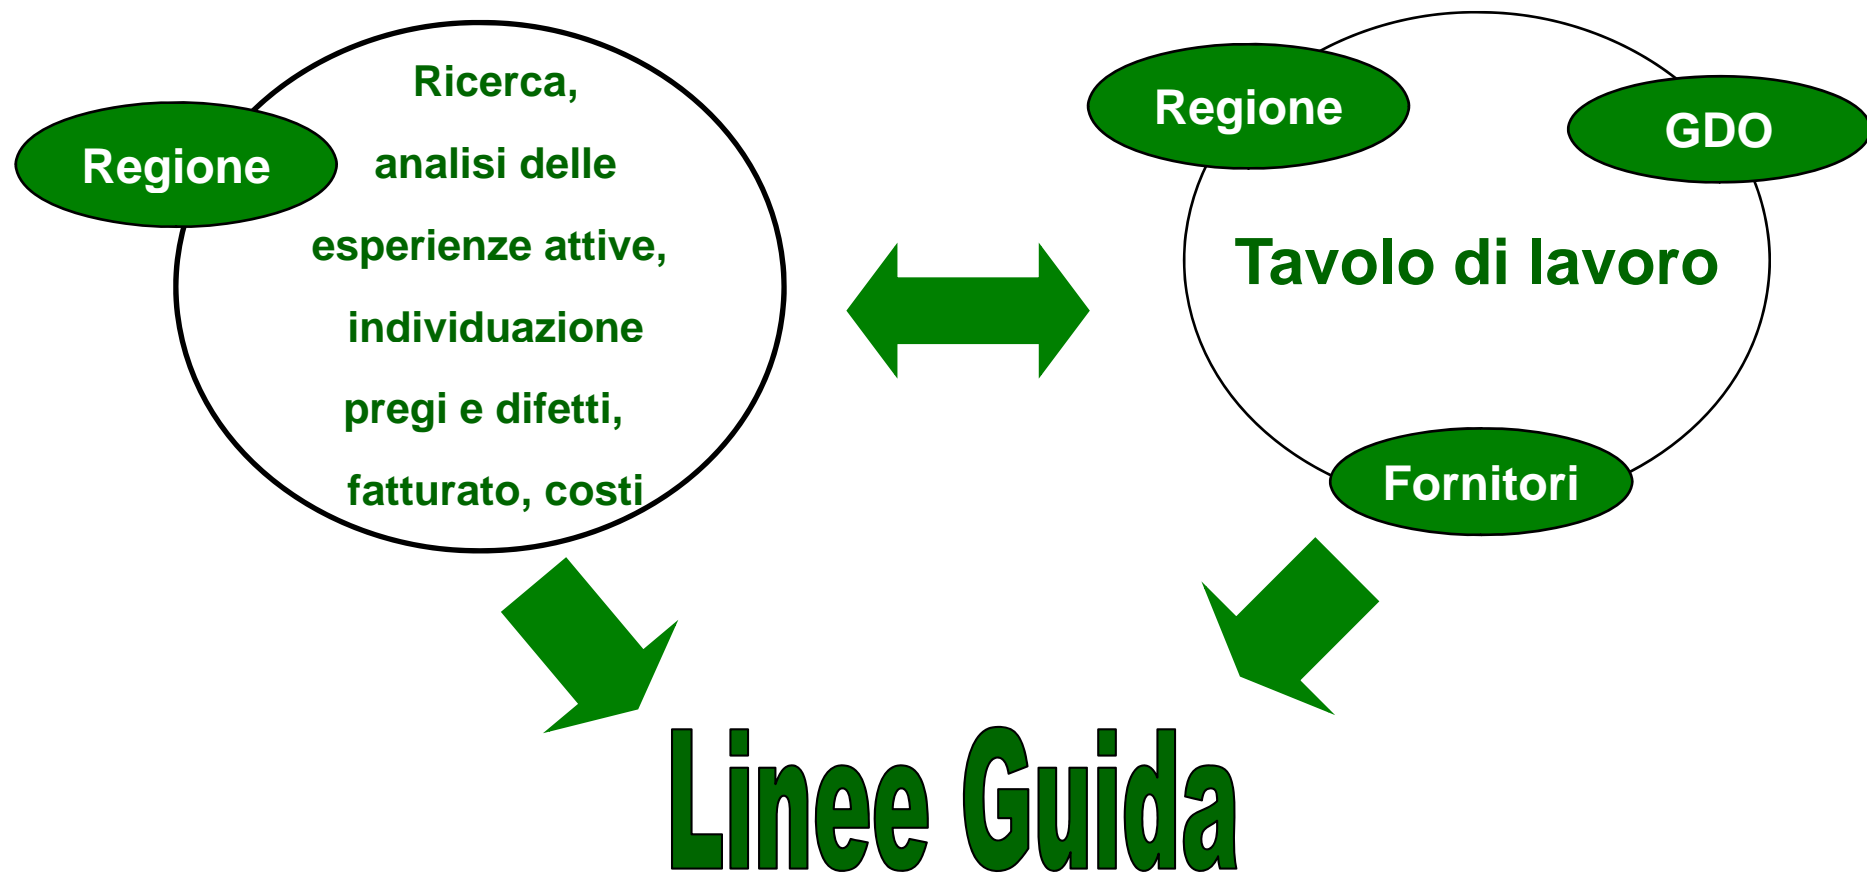 Regione
Ricerca,
analisi delle
esperienze attive,
individuazione
pregi e difetti,
fatturato, costi
Regione
GDO
Tavolo di lavoro
Fornitori
Linee Guida